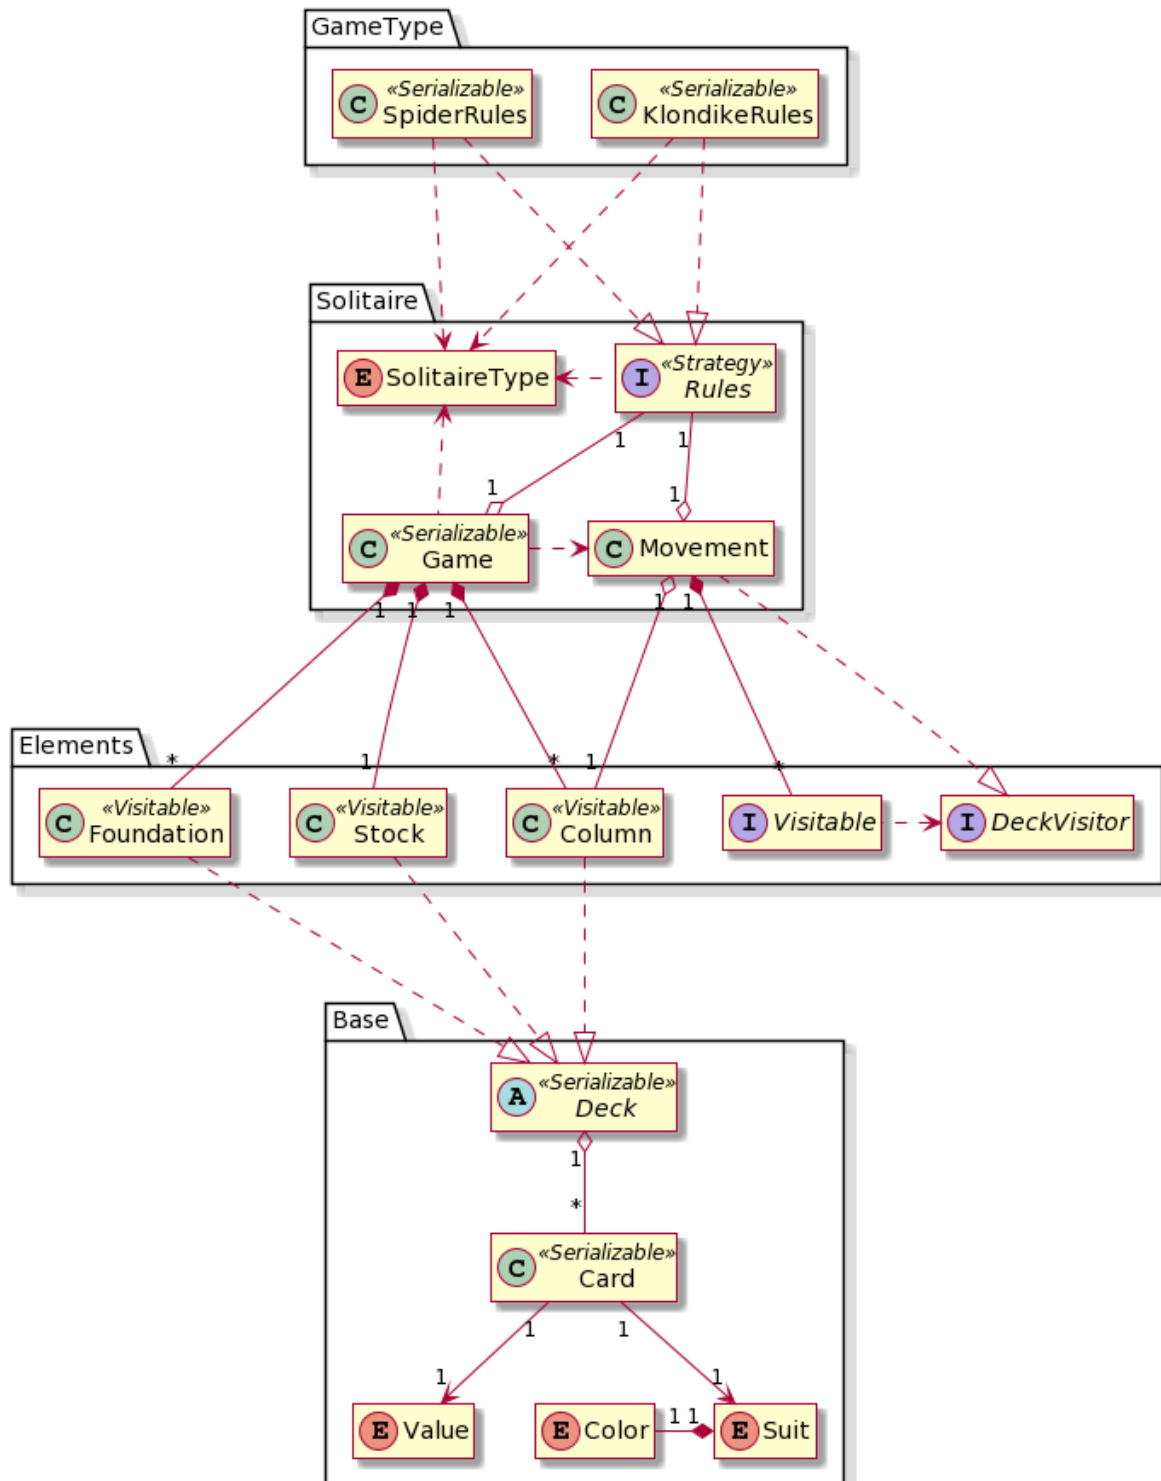 GameType
C «Serializable»
SpiderRules
C «Serializable»
KlondikeRules
Solitaire
E SolitaireType
I «Strategy»
Rules
1 1
1 1
C «Serializable»
Game
C Movement
1 1 1 1 1
Elements
* 1 * 1 *
C «Visitable»
Foundation
C «Visitable»
Stock
C «Visitable»
Column
I Visitable
I DeckVisitor
Base
A «Serializable»
Deck
1
*
C «Serializable»
Card
1 1
1 1
E Value
E Color
1 1
E Suit